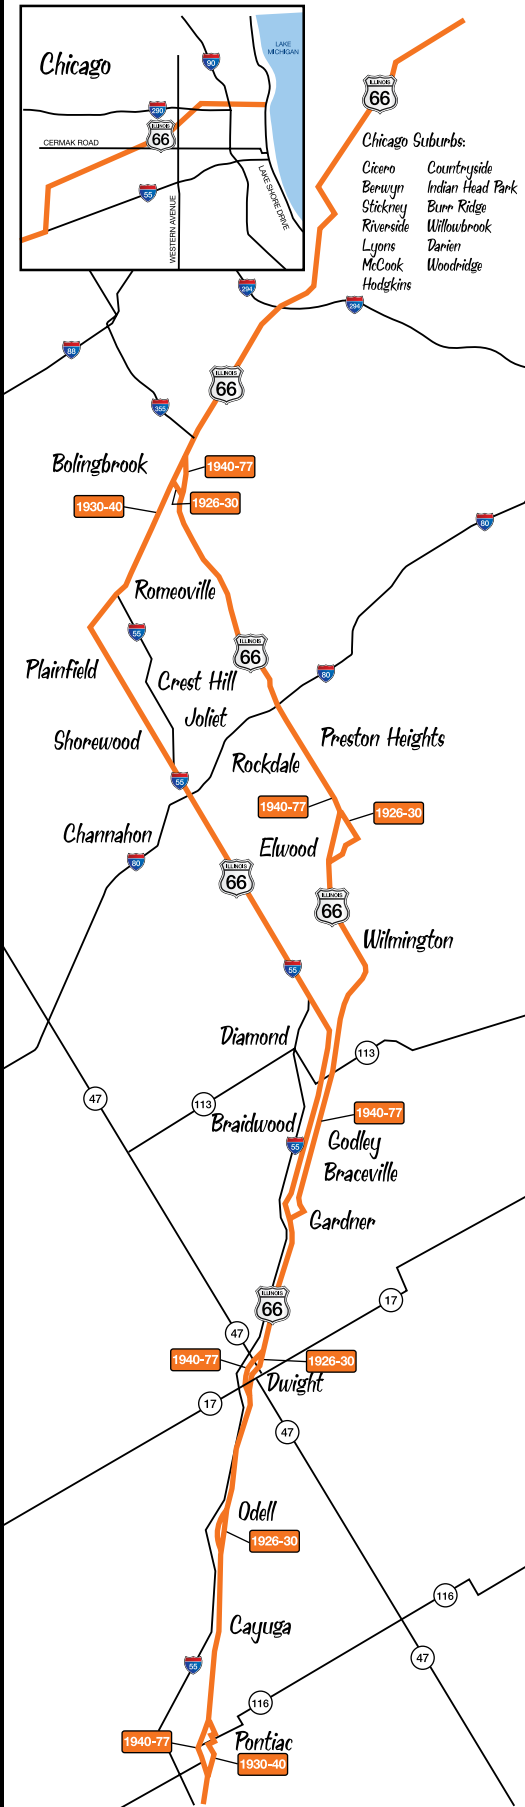 Chicago
LAKE
MICHIGAN
90
290
ILLINOIS
66
CERMAK ROAD
55
WESTERN AVENUE
LAKE SHORE DRIVE
ILLINOIS
66
Chicago Suburbs:
Cicero
Berwyn
Stickney
Riverside
Lyons
McCook
Hodgkins
Countryside
Indian Head Park
Burr Ridge
Willowbrook
Darien
Woodridge
294
294
88
ILLINOIS
66
355
Bolingbrook
1940-77
1930-40
1926-30
80
Romeoville
55
ILLINOIS
66
Plainfield
Crest Hill
80
Joliet
Shorewood
Preston Heights
Rockdale
55
1940-77
1926-30
Channahon
Elwood
80
ILLINOIS
66
ILLINOIS
66
Wilmington
55
Diamond
113
47
113
1940-77
Braidwood
55
Godley
Braceville
Gardner
ILLINOIS
66
17
47
1940-77
1926-30
Dwight
17
47
Odell
1926-30
116
Cayuga
47
55
116
1940-77
Pontiac
1930-40